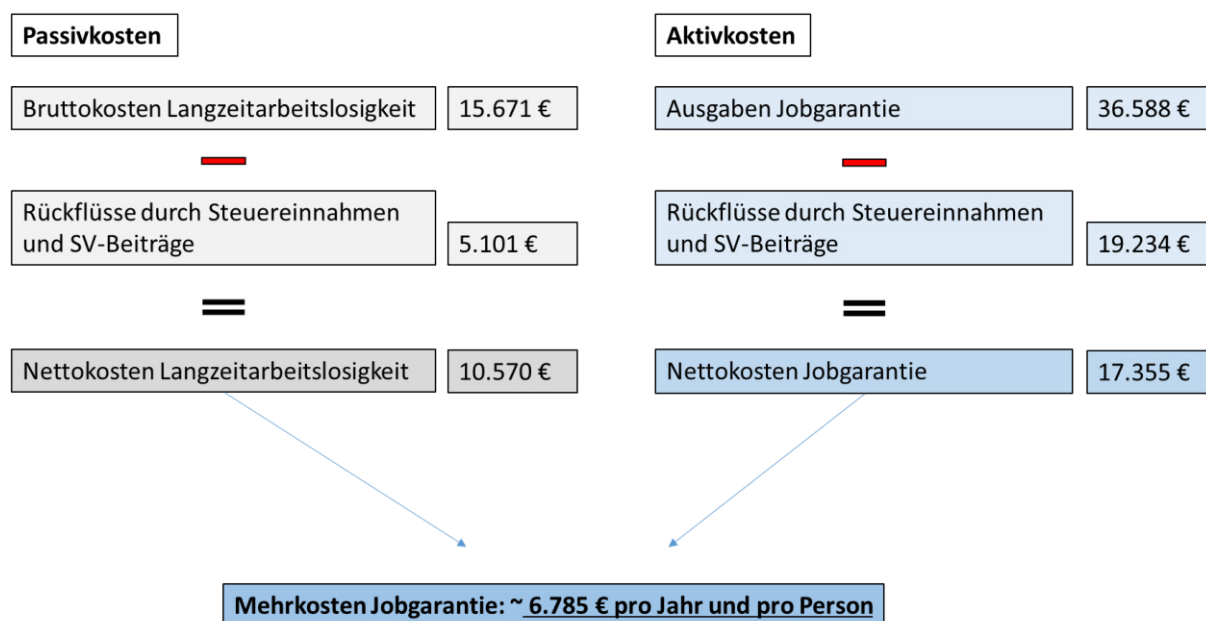 Passivkosten
Bruttokosten Langzeitarbeitslosigkeit 15.671 €
Rückflüsse durch Steuereinnahmen
und SV-Beiträge 5.101 €
Nettokosten Langzeitarbeitslosigkeit 10.570 €
Aktivkosten
Ausgaben Jobgarantie 36.588 €
Rückflüsse durch Steuereinnahmen
und SV-Beiträge 19.234 €
Nettokosten Jobgarantie 17.355 €
Mehrkosten Jobgarantie: ~ 6.785 € pro Jahr und pro Person